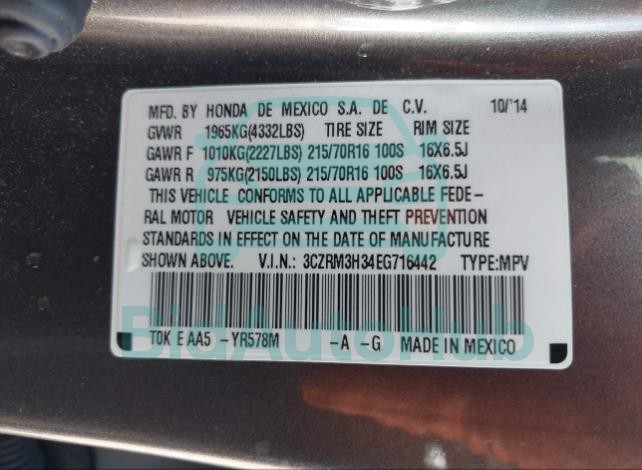 MFD. BY HONDA DE MEXICO S.A. DE C.V. 10/'14
GVWR 1965KG(4332LBS) TIRE SIZE RIM SIZE
GAWR F 1010KG(2227LBS) 215/70R16 100S 16X6.5J
GAWR R 975KG(2150LBS) 215/70R16 100S 16X6.5J
THIS VEHICLE CONFORMS TO ALL APPLICABLE FEDE-
RAL MOTOR VEHICLE SAFETY AND THEFT PREVENTION
STANDARDS IN EFFECT ON THE DATE OF MANUFACTURE
SHOWN ABOVE. V.I.N.: 3CZRM3H34EG716442 TYPE:MPV
BidAutoHub
T0K E AA5 -YR578M -A -G MADE IN MEXICO